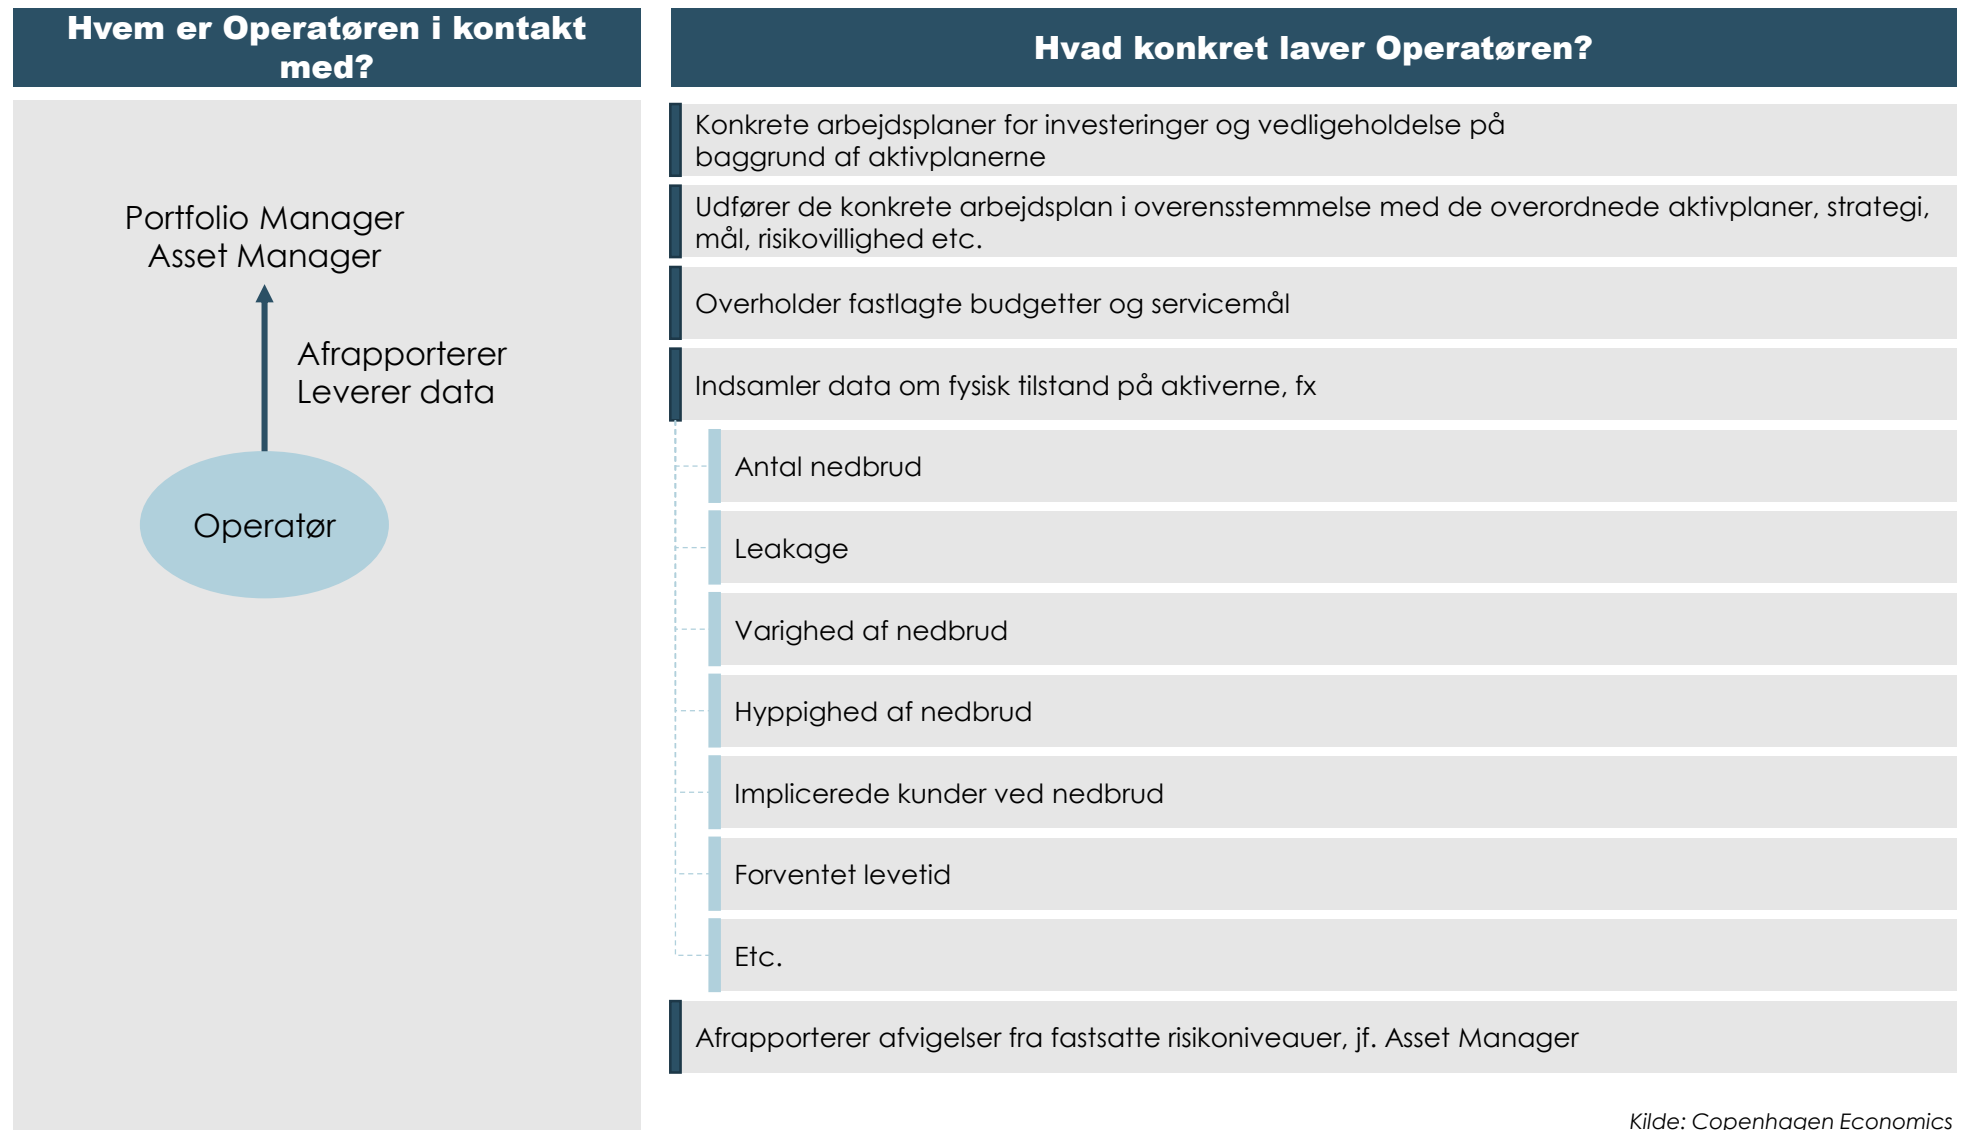 Hvem er Operatøren i kontakt
med?
Portfolio Manager
Asset Manager
Afrapporterer
Leverer data
Operatør
Hvad konkret laver Operatøren?
Konkrete arbejdsplaner for investeringer og vedligeholdelse på
baggrund af aktivplanerne
Udfører de konkrete arbejdsplan i overensstemmelse med de overordnede aktivplaner, strategi,
mål, risikovillighed etc.
Overholder fastlagte budgetter og servicemål
Indsamler data om fysisk tilstand på aktiverne, fx
Antal nedbrud
Leakage
Varighed af nedbrud
Hyppighed af nedbrud
Implicerede kunder ved nedbrud
Forventet levetid
Etc.
Afrapporterer afvigelser fra fastsatte risikoniveauer, jf. Asset Manager
Kilde: Copenhagen Economics